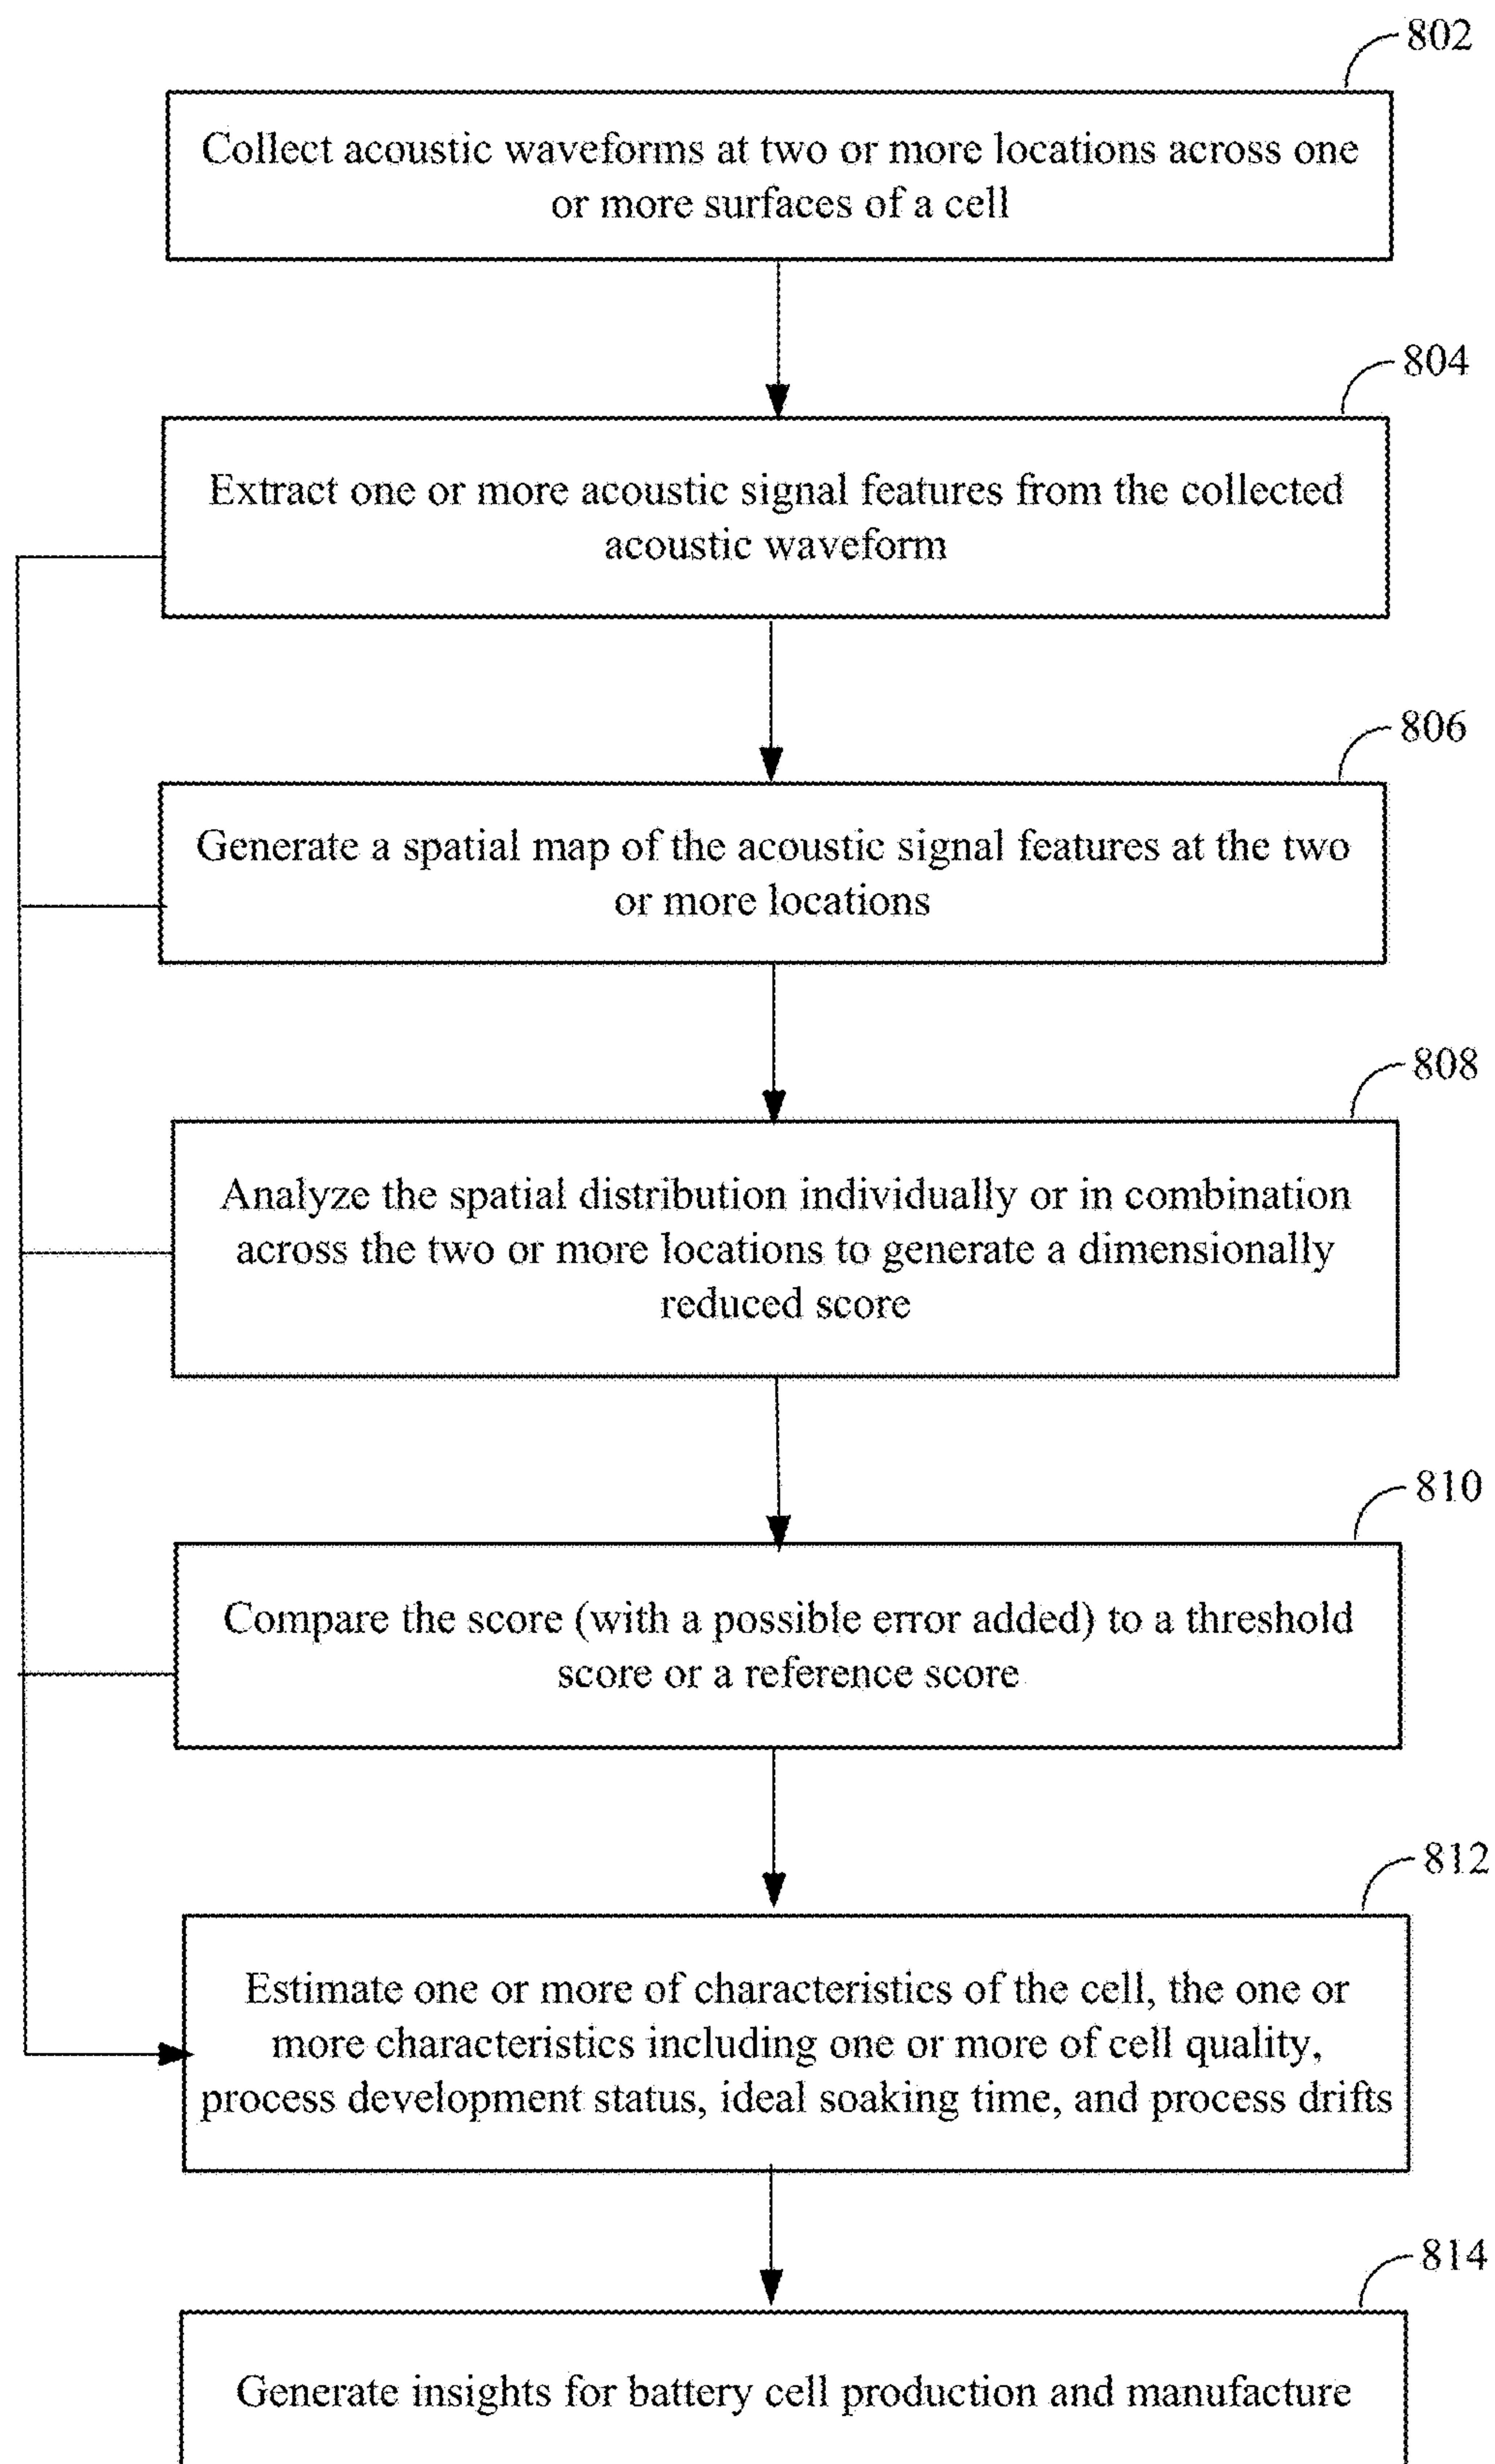 802
Collect acoustic waveforms at two or more locations across one
or more surfaces of a cell
804
Extract one or more acoustic signal features from the collected
acoustic waveform
806
Generate a spatial map of the acoustic signal features at the two
or more locations
808
Analyze the spatial distribution individually or in combination
across the two or more locations to generate a dimensionally
reduced score
810
Compare the score (with a possible error added) to a threshold
score or a reference score
812
Estimate one or more of characteristics of the cell, the one or
more characteristics including one or more of cell quality,
process development status, ideal soaking time, and process drifts
814
Generate insights for battery cell production and manufacture